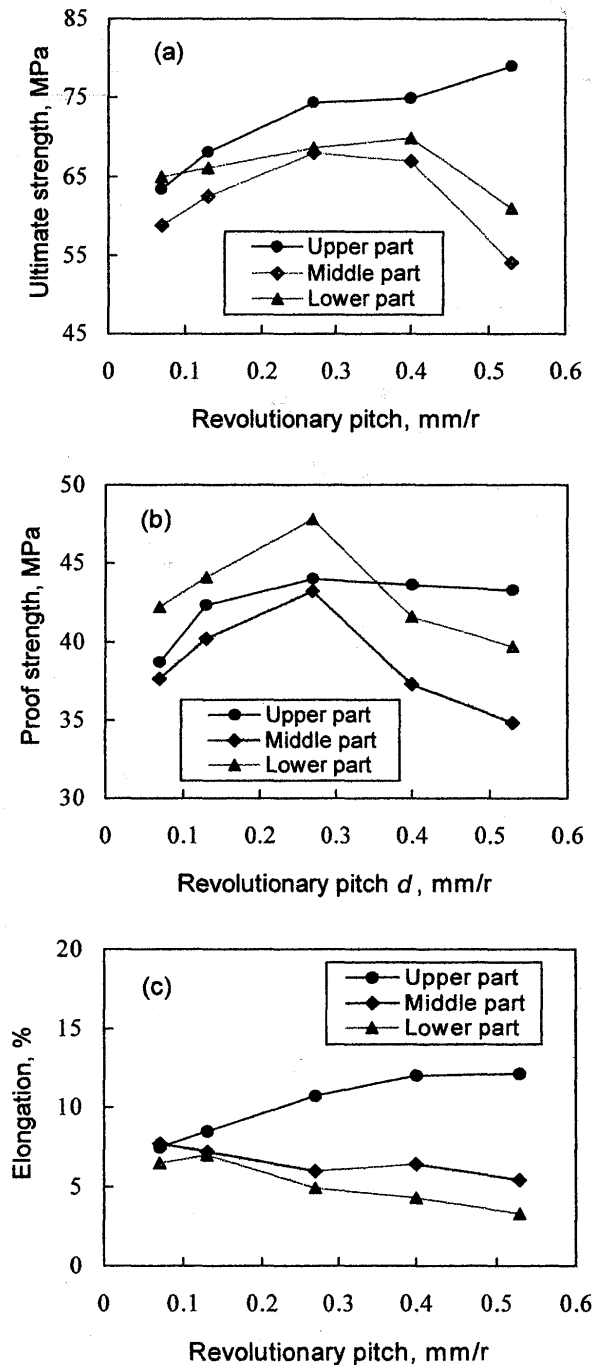 (a)
Ultimate strength, MPa
85
75
65
55
45
Upper part
Middle part
Lower part
0 0.1 0.2 0.3 0.4 0.5 0.6
Revolutionary pitch, mm/r
(b)
Proof strength, MPa
50
45
40
35
30
Upper part
Middle part
Lower part
0 0.1 0.2 0.3 0.4 0.5 0.6
Revolutionary pitch d, mm/r
(c)
Elongation, %
20
15
10
5
0
Upper part
Middle part
Lower part
0 0.1 0.2 0.3 0.4 0.5 0.6
Revolutionary pitch, mm/r